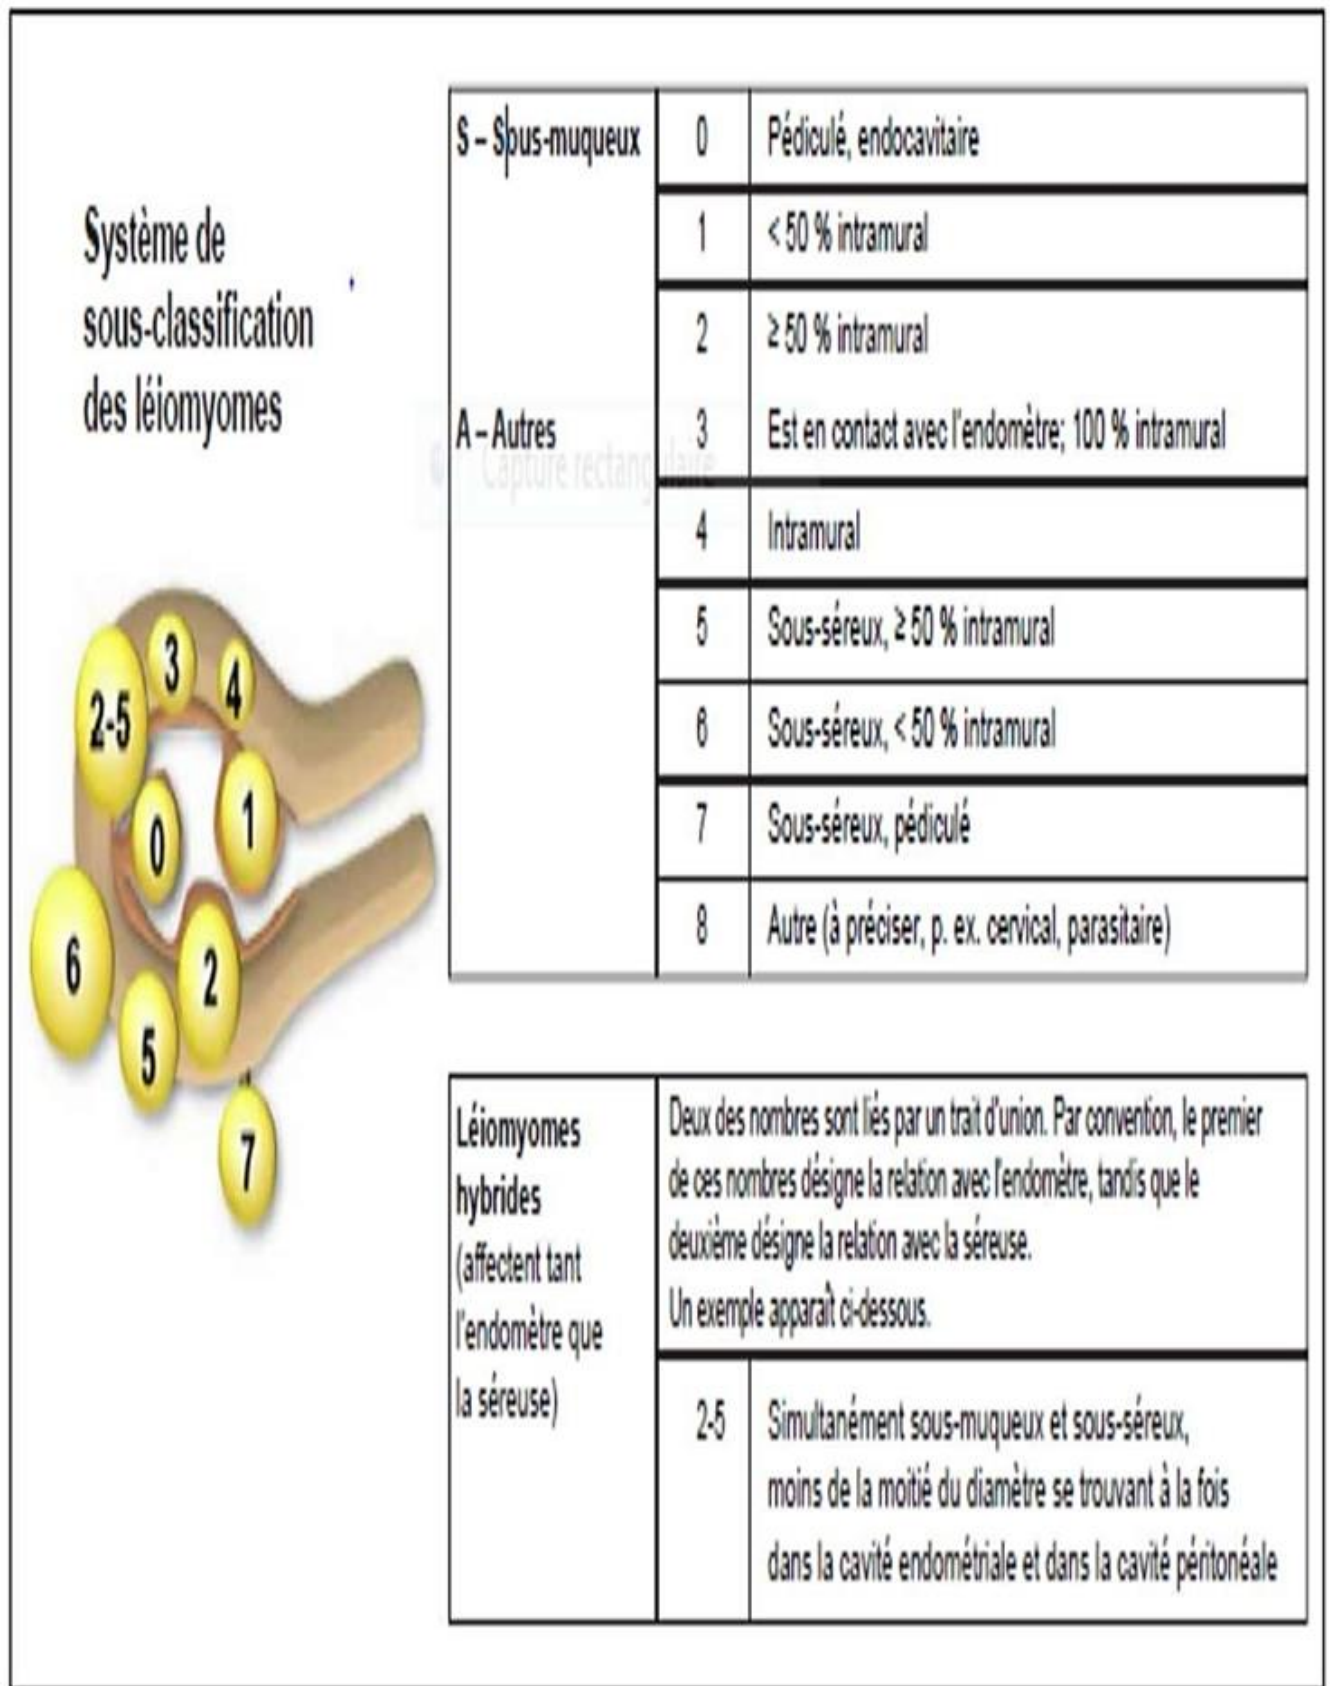 Système de
sous-classification
des léiomyomes
S – Sous-muqueux 0 Pédiculé, endocavitaire
1 < 50 % intramural
2 ≥ 50 % intramural
A – Autres 3 Est en contact avec l'endomètre; 100 % intramural
Capture rectangulaire
4 Intramural
5 Sous-séreux, ≥ 50 % intramural
6 Sous-séreux, < 50 % intramural
7 Sous-séreux, pédiculé
8 Autre (à préciser, p. ex. cervical, parasitaire)
3
4
2-5
1
0
6
2
5
7
Léiomyomes
hybrides
(affectent tant
l'endomètre que
la séreuse)
Deux des nombres sont liés par un trait d'union. Par convention, le premier
de ces nombres désigne la relation avec l'endomètre, tandis que le
deuxième désigne la relation avec la séreuse.
Un exemple apparaît ci-dessous.
2-5 Simultanément sous-muqueux et sous-séreux,
moins de la moitié du diamètre se trouvant à la fois
dans la cavité endométriale et dans la cavité péritonéale